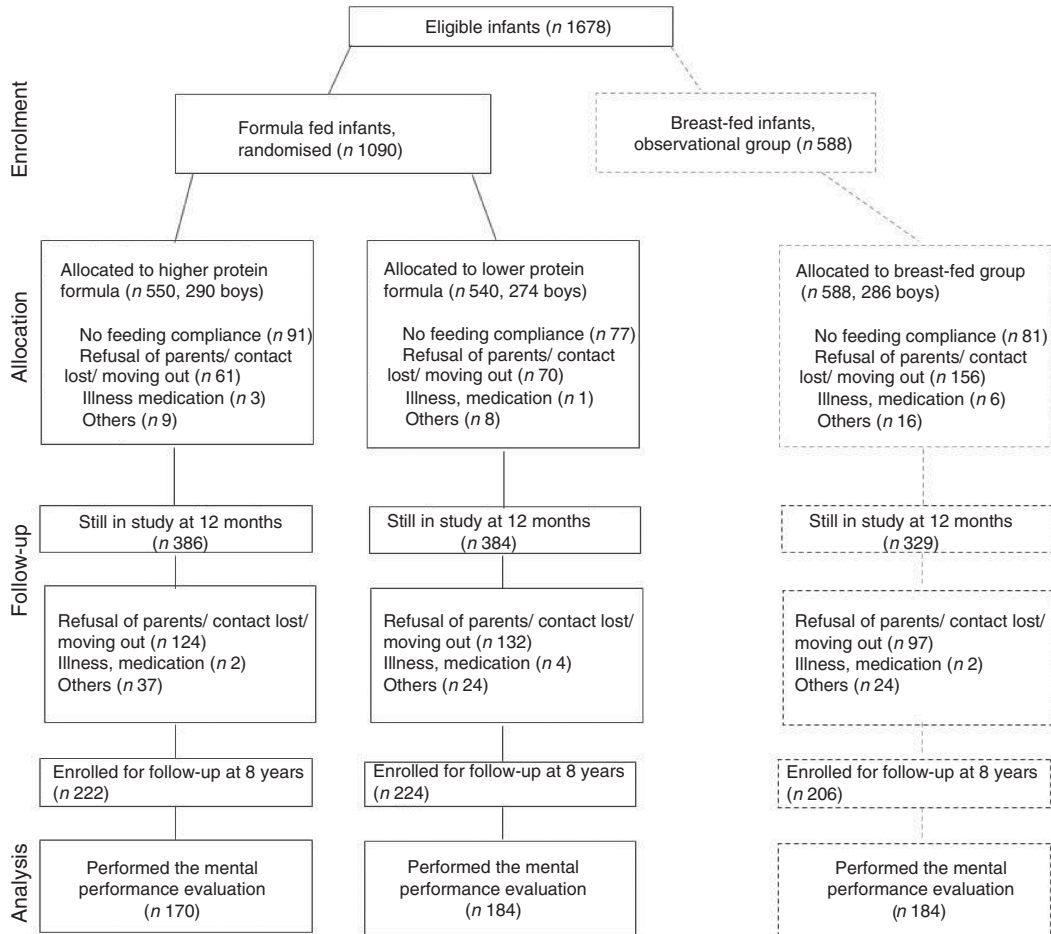 Eligible infants (n 1678)
Enrolment
Formula fed infants,
randomised (n 1090)
Breast-fed infants,
observational group (n 588)
Allocation
Allocated to higher protein
formula (n 550, 290 boys)
No feeding compliance (n 91)
Refusal of parents/ contact
lost/ moving out (n 61)
Illness medication (n 3)
Others (n 9)
Allocated to lower protein
formula (n 540, 274 boys)
No feeding compliance (n 77)
Refusal of parents/ contact
lost/ moving out (n 70)
Illness, medication (n 1)
Others (n 8)
Allocated to breast-fed group
(n 588, 286 boys)
No feeding compliance (n 81)
Refusal of parents/ contact
lost/ moving out (n 156)
Illness, medication (n 6)
Others (n 16)
Follow-up
Still in study at 12 months
(n 386)
Still in study at 12 months
(n 384)
Still in study at 12 months
(n 329)
Refusal of parents/ contact lost/
moving out (n 124)
Illness, medication (n 2)
Others (n 37)
Refusal of parents/ contact lost/
moving out (n 132)
Illness, medication (n 4)
Others (n 24)
Refusal of parents/ contact lost/
moving out (n 97)
Illness, medication (n 2)
Others (n 24)
Enrolled for follow-up at 8 years
(n 222)
Enrolled for follow-up at 8 years
(n 224)
Enrolled for follow-up at 8 years
(n 206)
Analysis
Performed the mental
performance evaluation
(n 170)
Performed the mental
performance evaluation
(n 184)
Performed the mental
performance evaluation
(n 184)